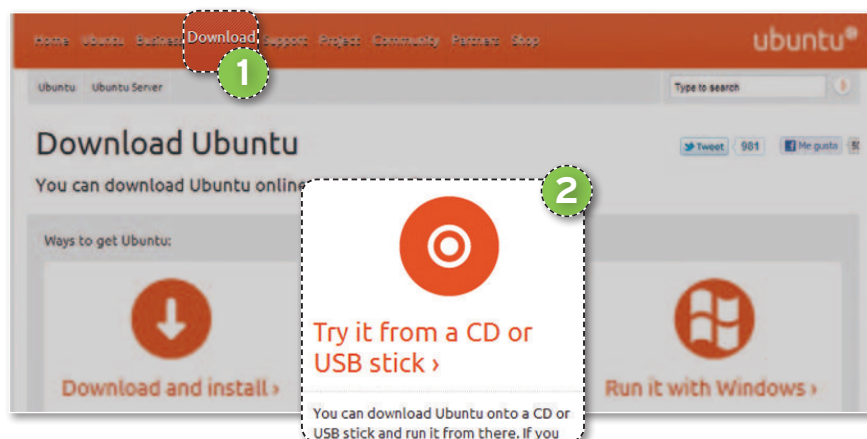 Home Ubuntu Business Download Support Project Community Partners Shop
ubuntu®
1
Ubuntu Ubuntu Server
Type to search
Download Ubuntu
Tweet 981 Me gusta
You can download Ubuntu online
2
Ways to get Ubuntu:
Download and install ›
Try it from a CD or
USB stick ›
You can download Ubuntu onto a CD or
USB stick and run it from there. If you
Run it with Windows ›